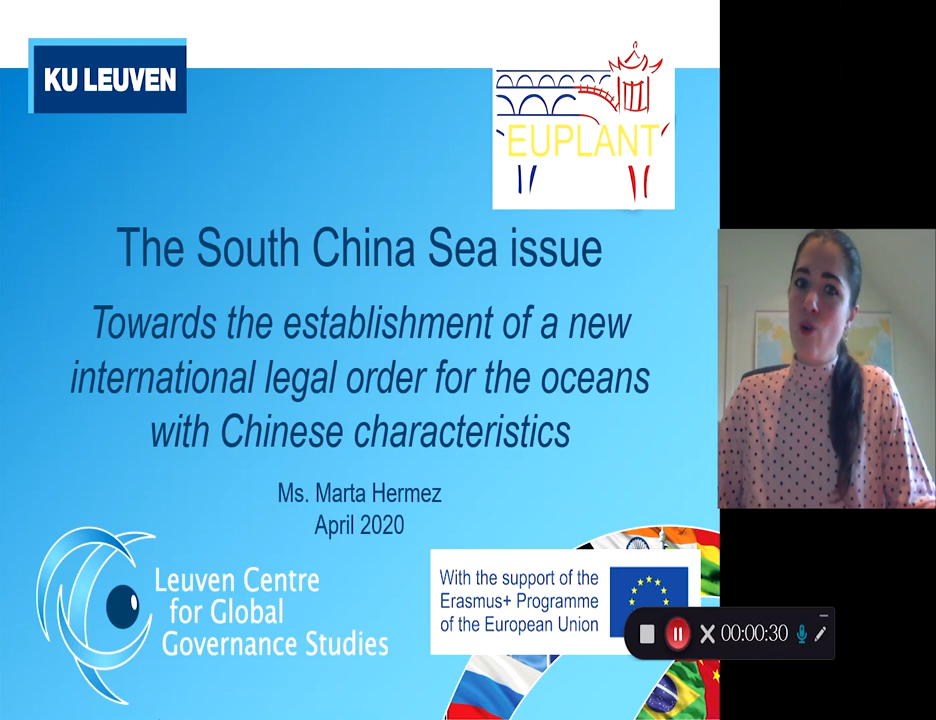 KU LEUVEN
EUPLANT
The South China Sea issue
Towards the establishment of a new
international legal order for the oceans
with Chinese characteristics
Ms. Marta Hermez
April 2020
Leuven Centre
for Global
Governance Studies
With the support of the
Erasmus+ Programme
of the European Union
00:00:30